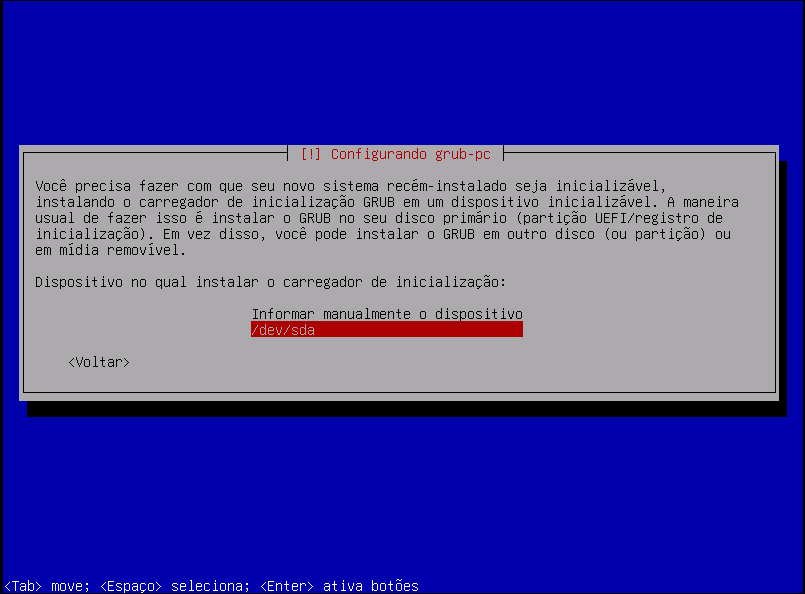 [!] Configurando grub-pc
Você precisa fazer com que seu novo sistema recém-instalado seja inicializável,
instalando o carregador de inicialização GRUB em um dispositivo inicializável. A maneira
usual de fazer isso é instalar o GRUB no seu disco primário (partição UEFI/registro de
inicialização). Em vez disso, você pode instalar o GRUB em outro disco (ou partição) ou
em mídia removível.
Dispositivo no qual instalar o carregador de inicialização:
Informar manualmente o dispositivo
/dev/sda
<Voltar>
<Tab> move; <Espaço> seleciona; <Enter> ativa botões